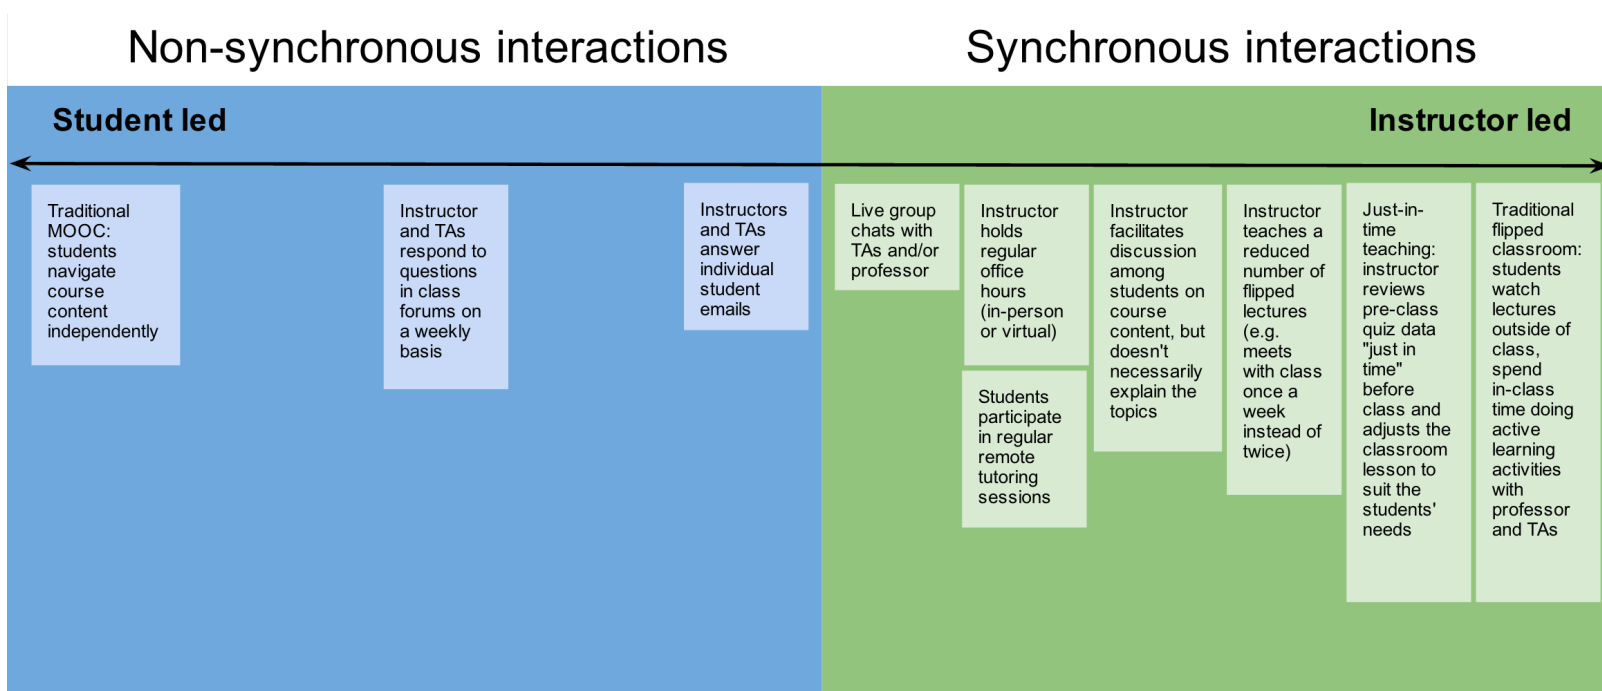 Non-synchronous interactions
Synchronous interactions
Student led
Instructor led
Traditional
MOOC:
students
navigate
course
content
independently
Instructor
and TAs
respond to
questions
in class
forums on
a weekly
basis
Instructors
and TAs
answer
individual
student
emails
Live group
chats with
TAs and/or
professor
Instructor
holds
regular
office
hours
(in-person
or virtual)
Students
participate
in regular
remote
tutoring
sessions
Instructor
facilitates
discussion
among
students on
course
content, but
doesn't
necessarily
explain the
topics
Instructor
teaches a
reduced
number of
flipped
lectures
(e.g.
meets
with class
once a
week
instead of
twice)
Just-in-
time
teaching:
instructor
reviews
pre-class
quiz data
"just in
time"
before
class and
adjusts the
classroom
lesson to
suit the
students'
needs
Traditional
flipped
classroom:
students
watch
lectures
outside of
class,
spend
in-class
time doing
active
learning
activities
with
professor
and TAs